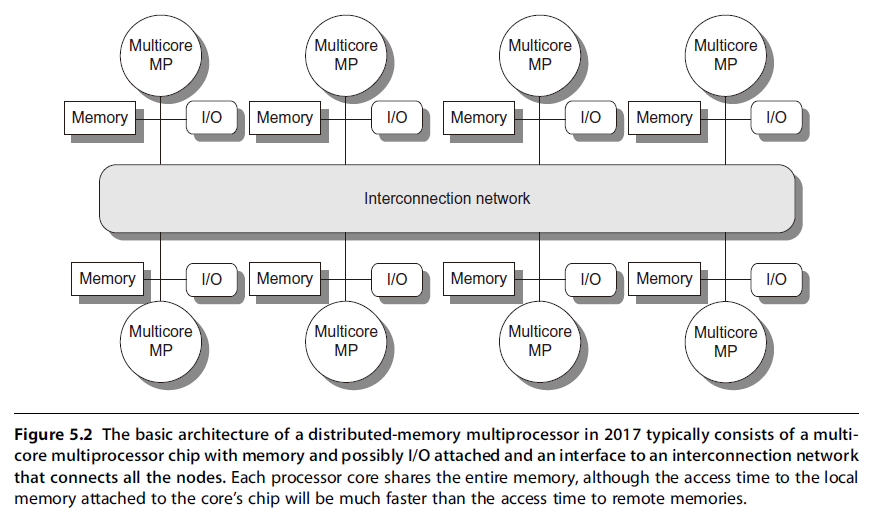 Multicore MP
Multicore MP
Multicore MP
Multicore MP
Memory
I/O
Memory
I/O
Memory
I/O
Memory
I/O
Interconnection network
Memory
I/O
Memory
I/O
Memory
I/O
Memory
I/O
Multicore MP
Multicore MP
Multicore MP
Multicore MP
Figure 5.2 The basic architecture of a distributed-memory multiprocessor in 2017 typically consists of a multi-
core multiprocessor chip with memory and possibly I/O attached and an interface to an interconnection network
that connects all the nodes. Each processor core shares the entire memory, although the access time to the local
memory attached to the core's chip will be much faster than the access time to remote memories.